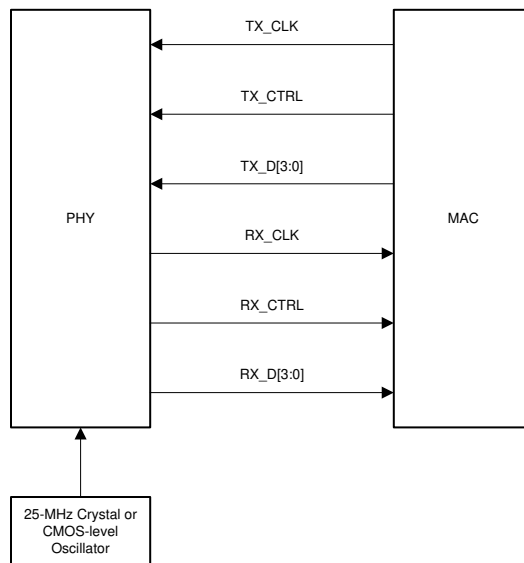 TX_CLK
TX_CTRL
TX_D[3:0]
PHY
MAC
RX_CLK
RX_CTRL
RX_D[3:0]
25-MHz Crystal or
CMOS-level
Oscillator